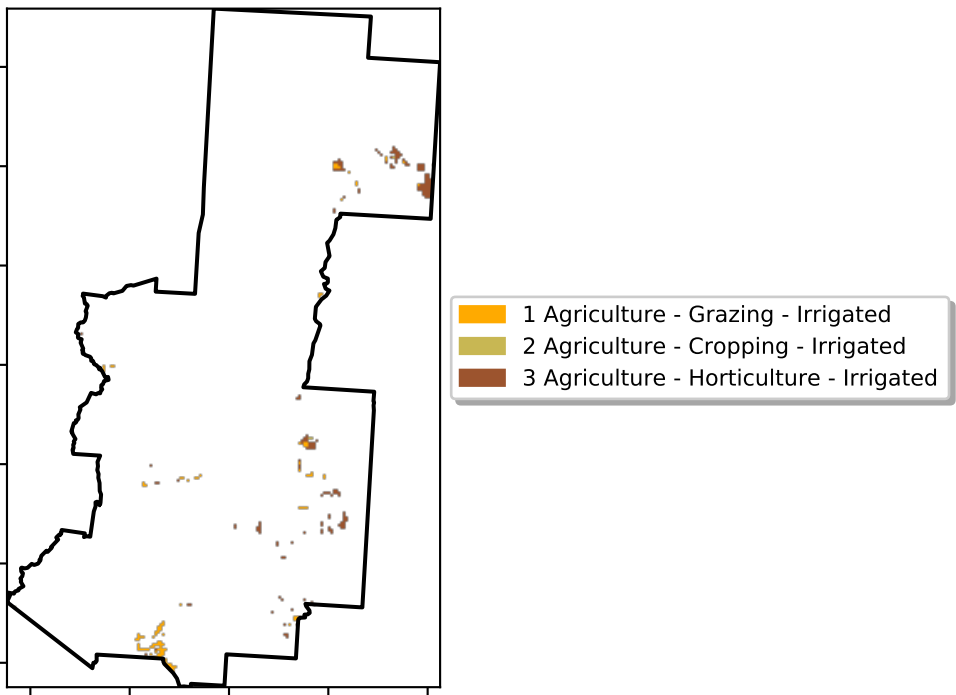 1 Agriculture - Grazing - Irrigated
2 Agriculture - Cropping - Irrigated
3 Agriculture - Horticulture - Irrigated